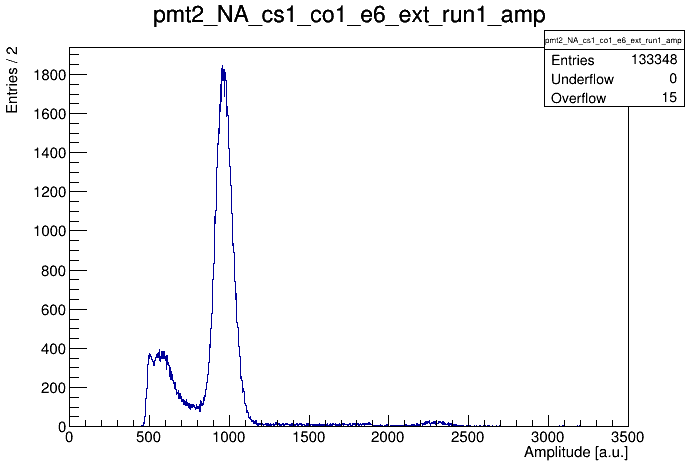 pmt2_NA_cs1_co1_e6_ext_run1_amp
pmt2_NA_cs1_co1_e6_ext_run1_amp
Entries 133348
Underflow 0
Overflow 15
Entries / 2
1800
1600
1400
1200
1000
800
600
400
200
0
0 500 1000 1500 2000 2500 3000 3500
Amplitude [a.u.]